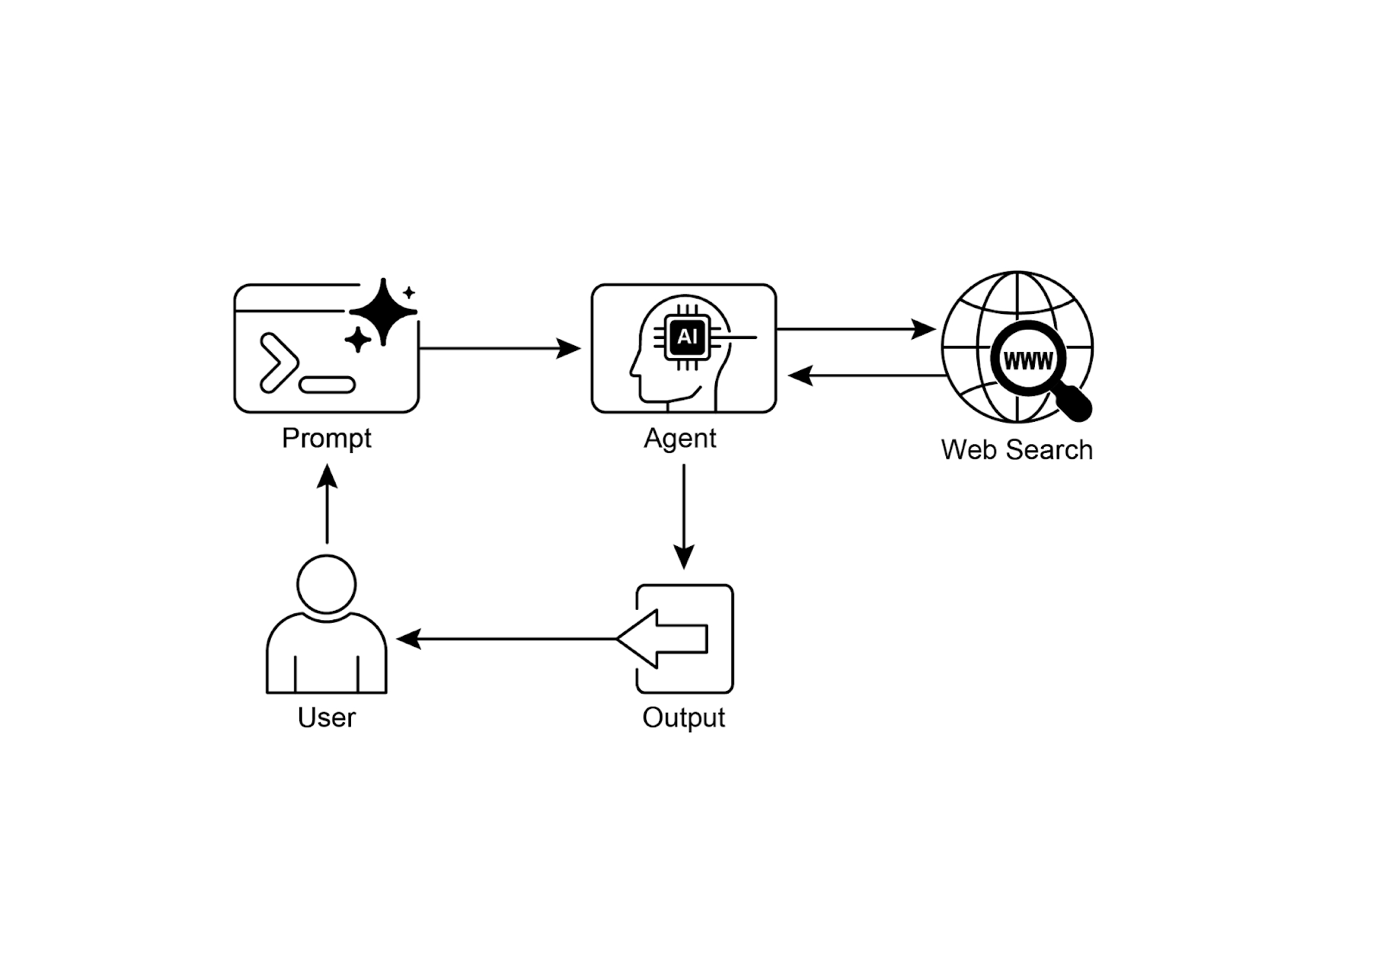 AI
WWW
Prompt
Agent
Web Search
User
Output